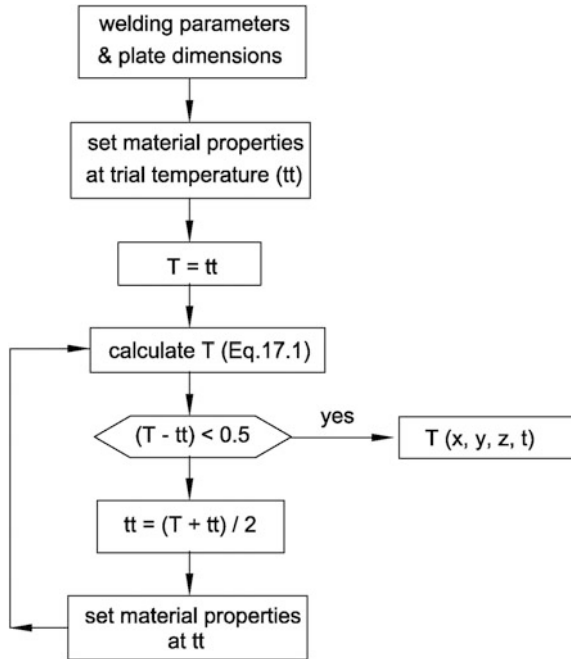 welding parameters
& plate dimensions
set material properties
at trial temperature (tt)
T = tt
calculate T (Eq.17.1)
(T - tt) < 0.5
yes
T (x, y, z, t)
tt = (T + tt) / 2
set material properties
at tt